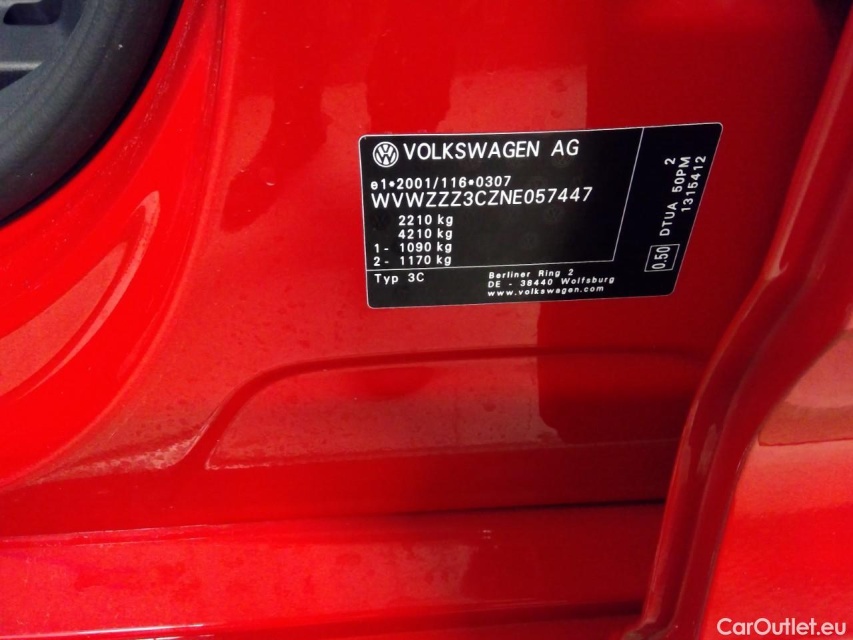 VOLKSWAGEN AG
e1•2001/116•0307
WVWZZZ3CZNE057447
2210 kg
4210 kg
1 - 1090 kg
2 - 1170 kg
Typ 3C
Berliner Ring 2
DE - 38440 Wolfsburg
www.volkswagen.com
2
DTUA 50PM
1315412
0.50
CarOutlet.eu